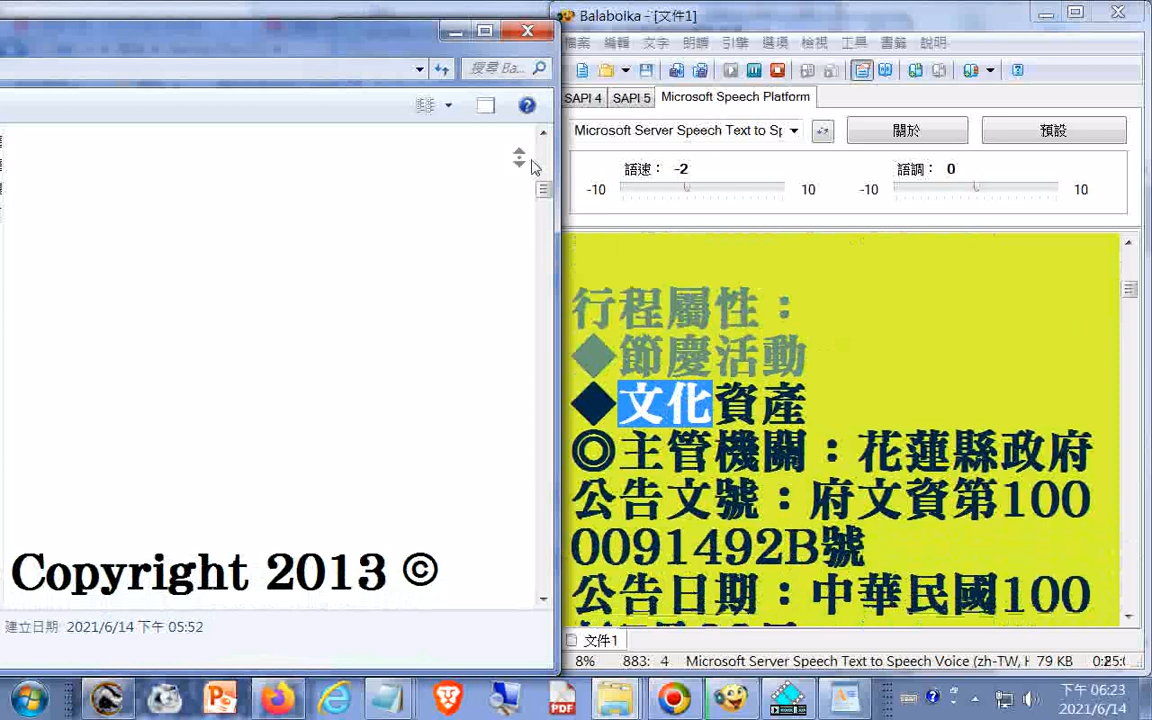 搜尋 Ba...
Copyright 2013 ©
建立日期: 2021/6/14 下午 05:52
Balabolka - [文件1]
檔案 編輯 文字 朗讀 引擎 選項 檢視 工具 書籤 說明
SAPI 4 SAPI 5 Microsoft Speech Platform
Microsoft Server Speech Text to Sp
關於
預設
語速： -2
語調： 0
-10 10 -10 10
行程屬性：
◆節慶活動
◆文化資產
◎主管機關：花蓮縣政府
公告文號：府文資第100
0091492B號
公告日期：中華民國100
文件1
8% 883: 4 Microsoft Server Speech Text to Speech Voice (zh-TW, H 79 KB
下午 06:23
2021/6/14
PDF